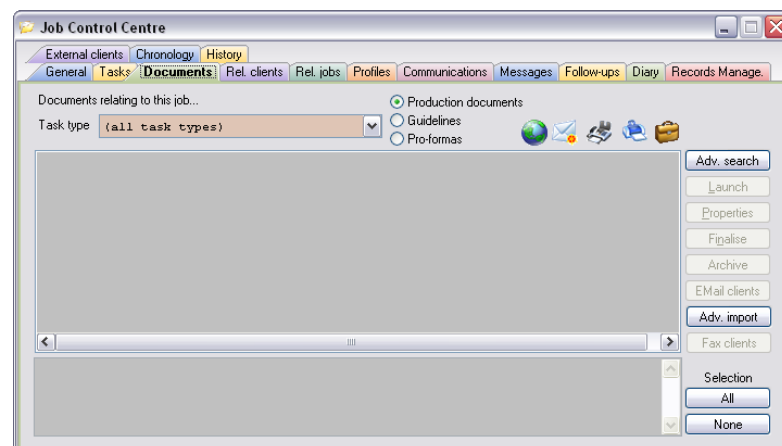 Job Control Centre
External clients Chronology History
General Tasks Documents Rel. clients Rel. jobs Profiles Communications Messages Follow-ups Diary Records Manage.
Documents relating to this job...
Production documents
Task type (all task types)
Guidelines
Pro-formas
Adv. search
Launch
Properties
Finalise
Archive
EMail clients
Adv. import
Fax clients
Selection
All
None